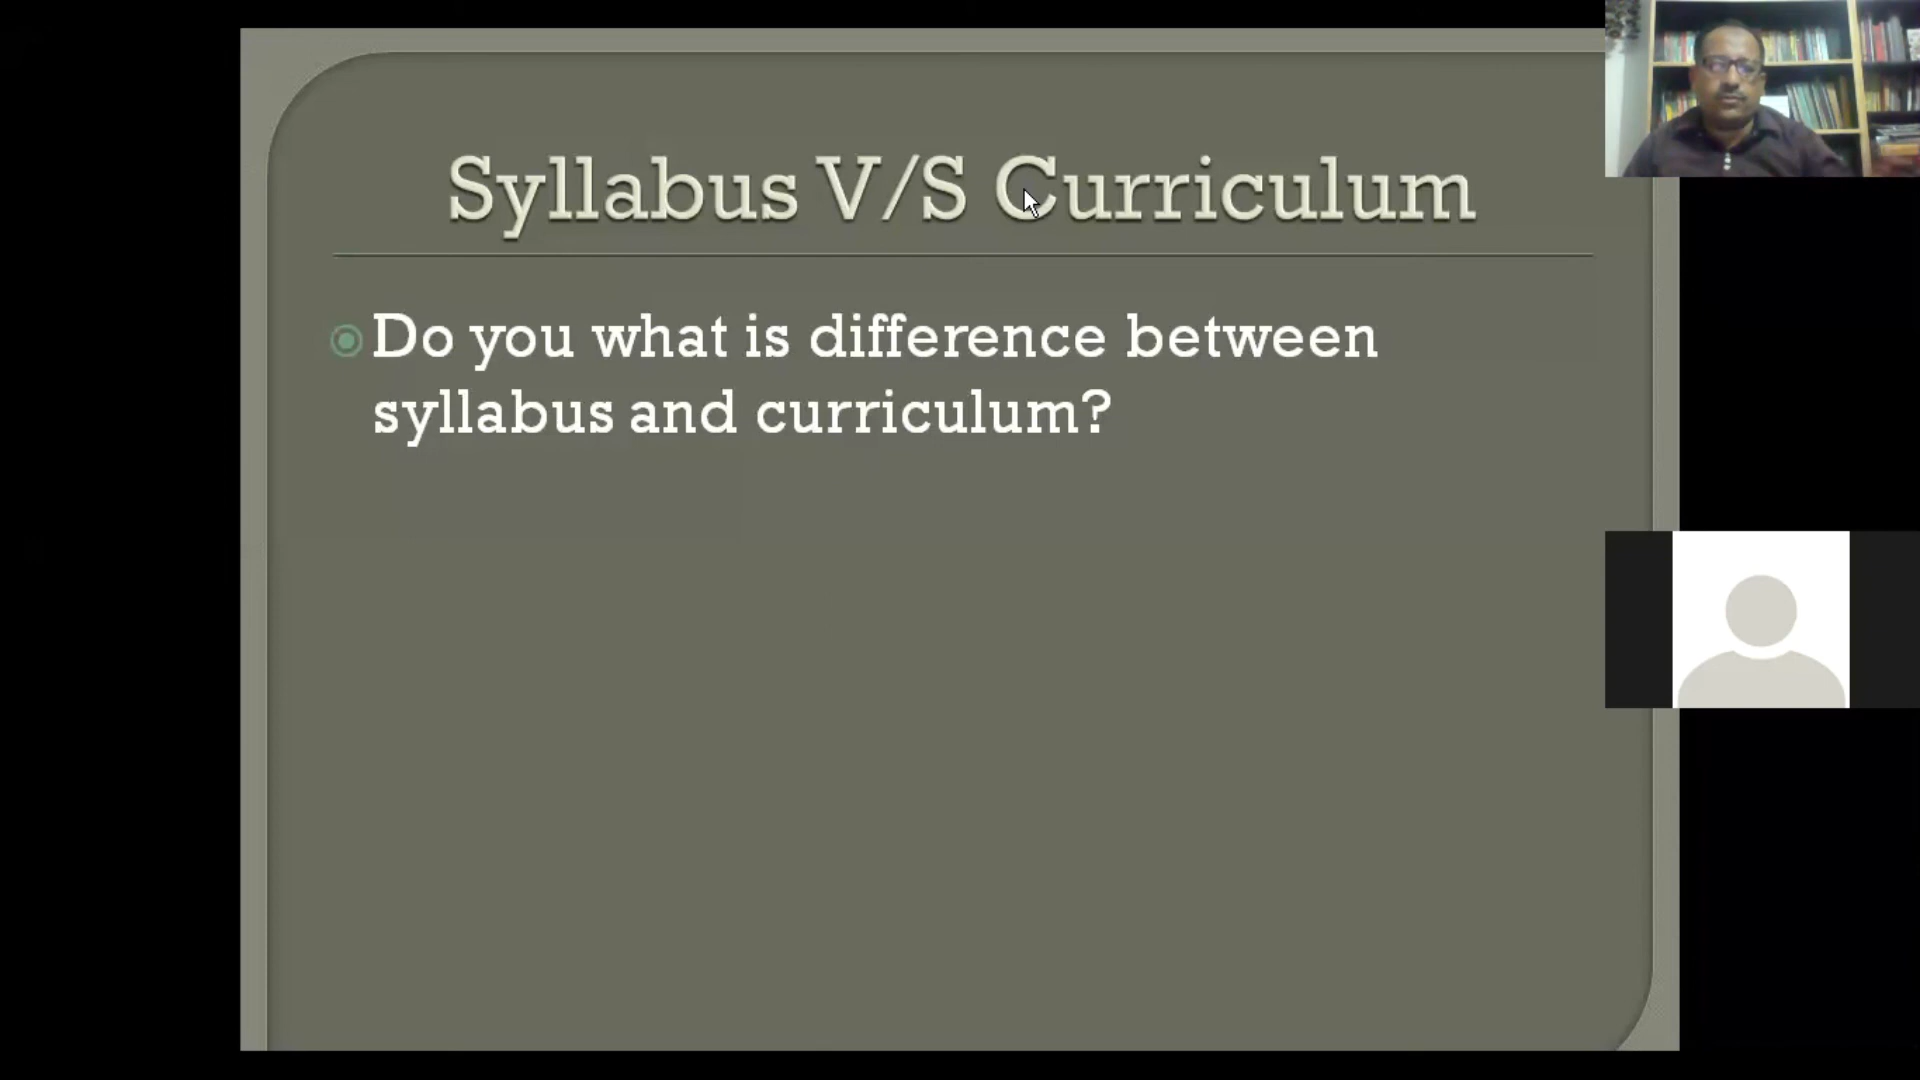 Syllabus V/S Curriculum
Do you what is difference between
syllabus and curriculum?